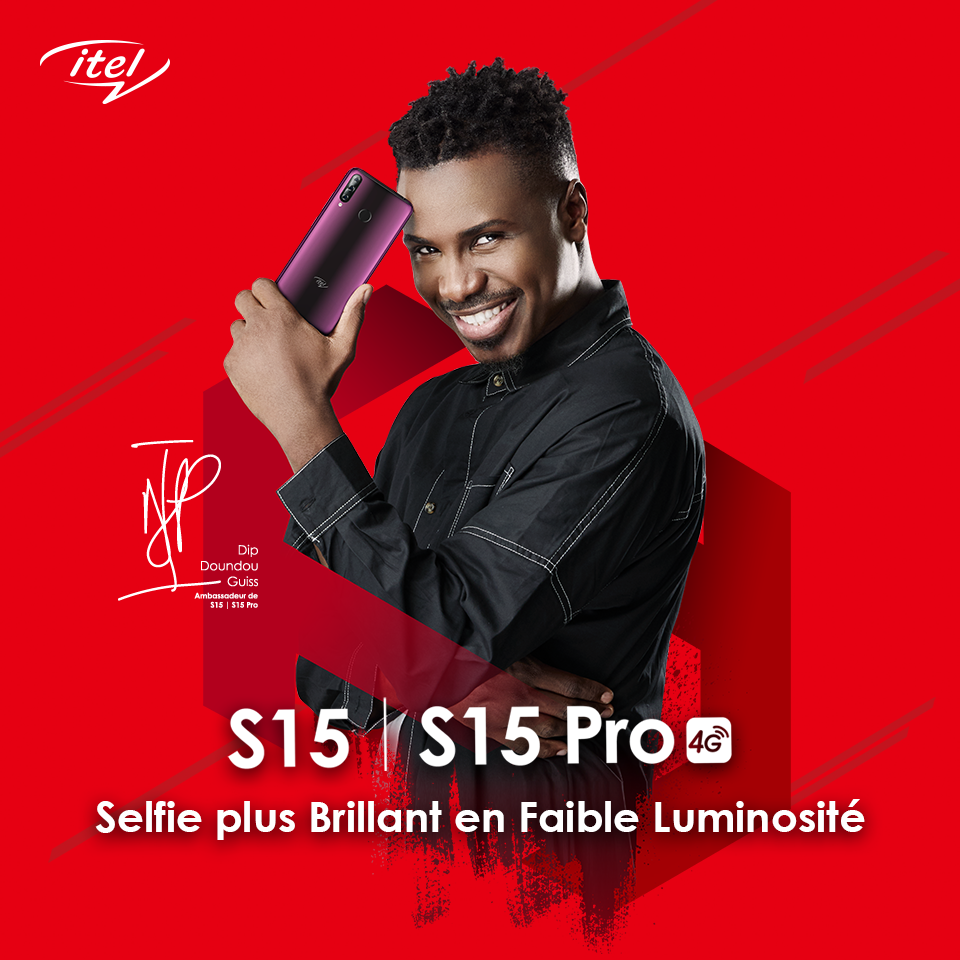 itel
itel
Dip
Doundou
Guiss
Ambassadeur de
S15 | S15 Pro
S15 | S15 Pro 4G
Selfie plus Brillant en Faible Luminosité